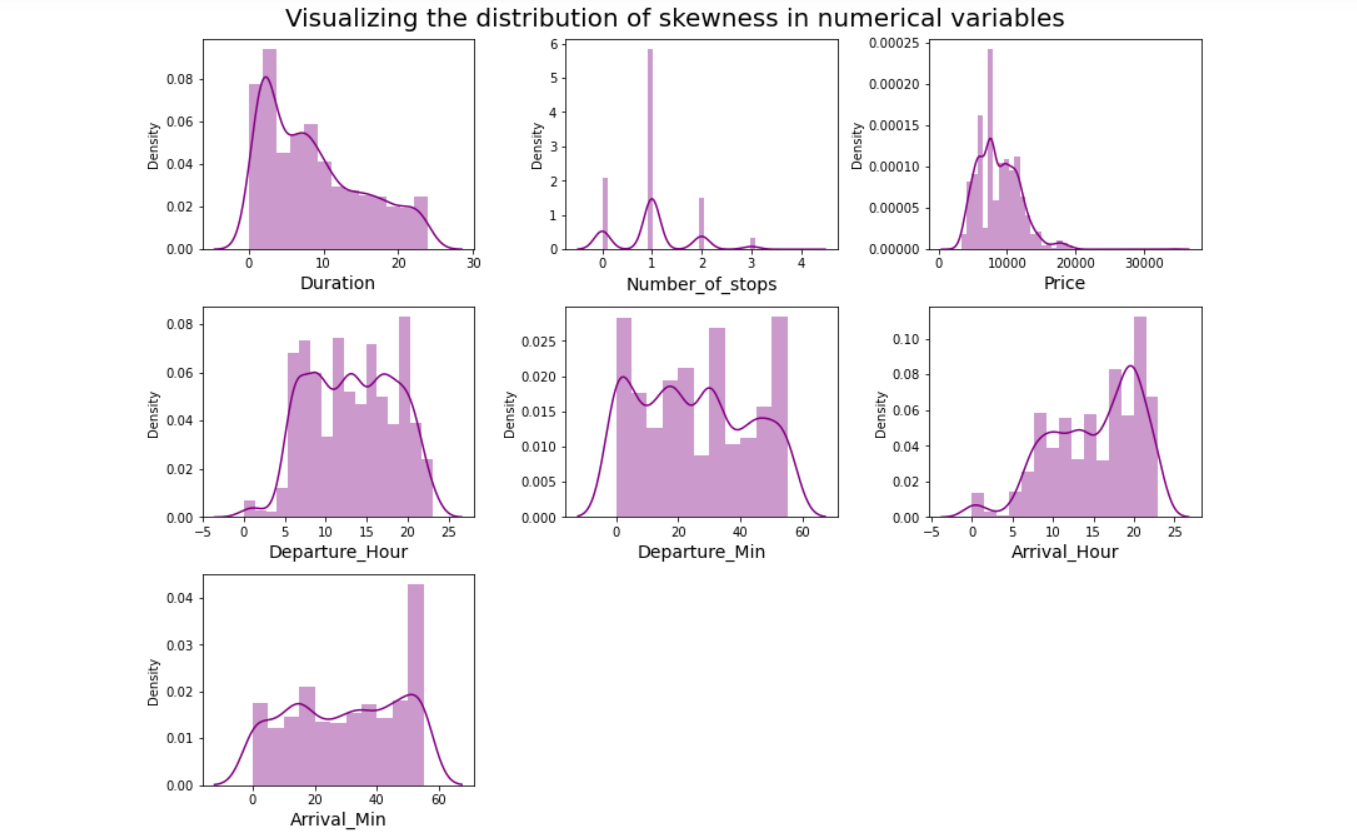 Visualizing the distribution of skewness in numerical variables
Density
0.08
0.06
0.04
0.02
0.00
0 10 20 30
Duration
Density
6
5
4
3
2
1
0
0 1 2 3 4
Number_of_stops
Density
0.00025
0.00020
0.00015
0.00010
0.00005
0.00000
0 10000 20000 30000
Price
Density
0.08
0.06
0.04
0.02
0.00
−5 0 5 10 15 20 25
Departure_Hour
Density
0.025
0.020
0.015
0.010
0.005
0.000
0 20 40 60
Departure_Min
Density
0.10
0.08
0.06
0.04
0.02
0.00
−5 0 5 10 15 20 25
Arrival_Hour
Density
0.04
0.03
0.02
0.01
0.00
0 20 40 60
Arrival_Min